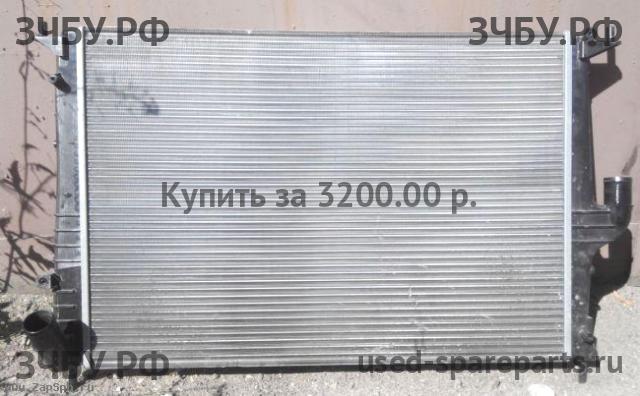 ЗЧБУ.РФ ЗЧБУ.РФ
Купить за 3200.00 р.
ЗЧБУ.РФ used-spareparts.ru